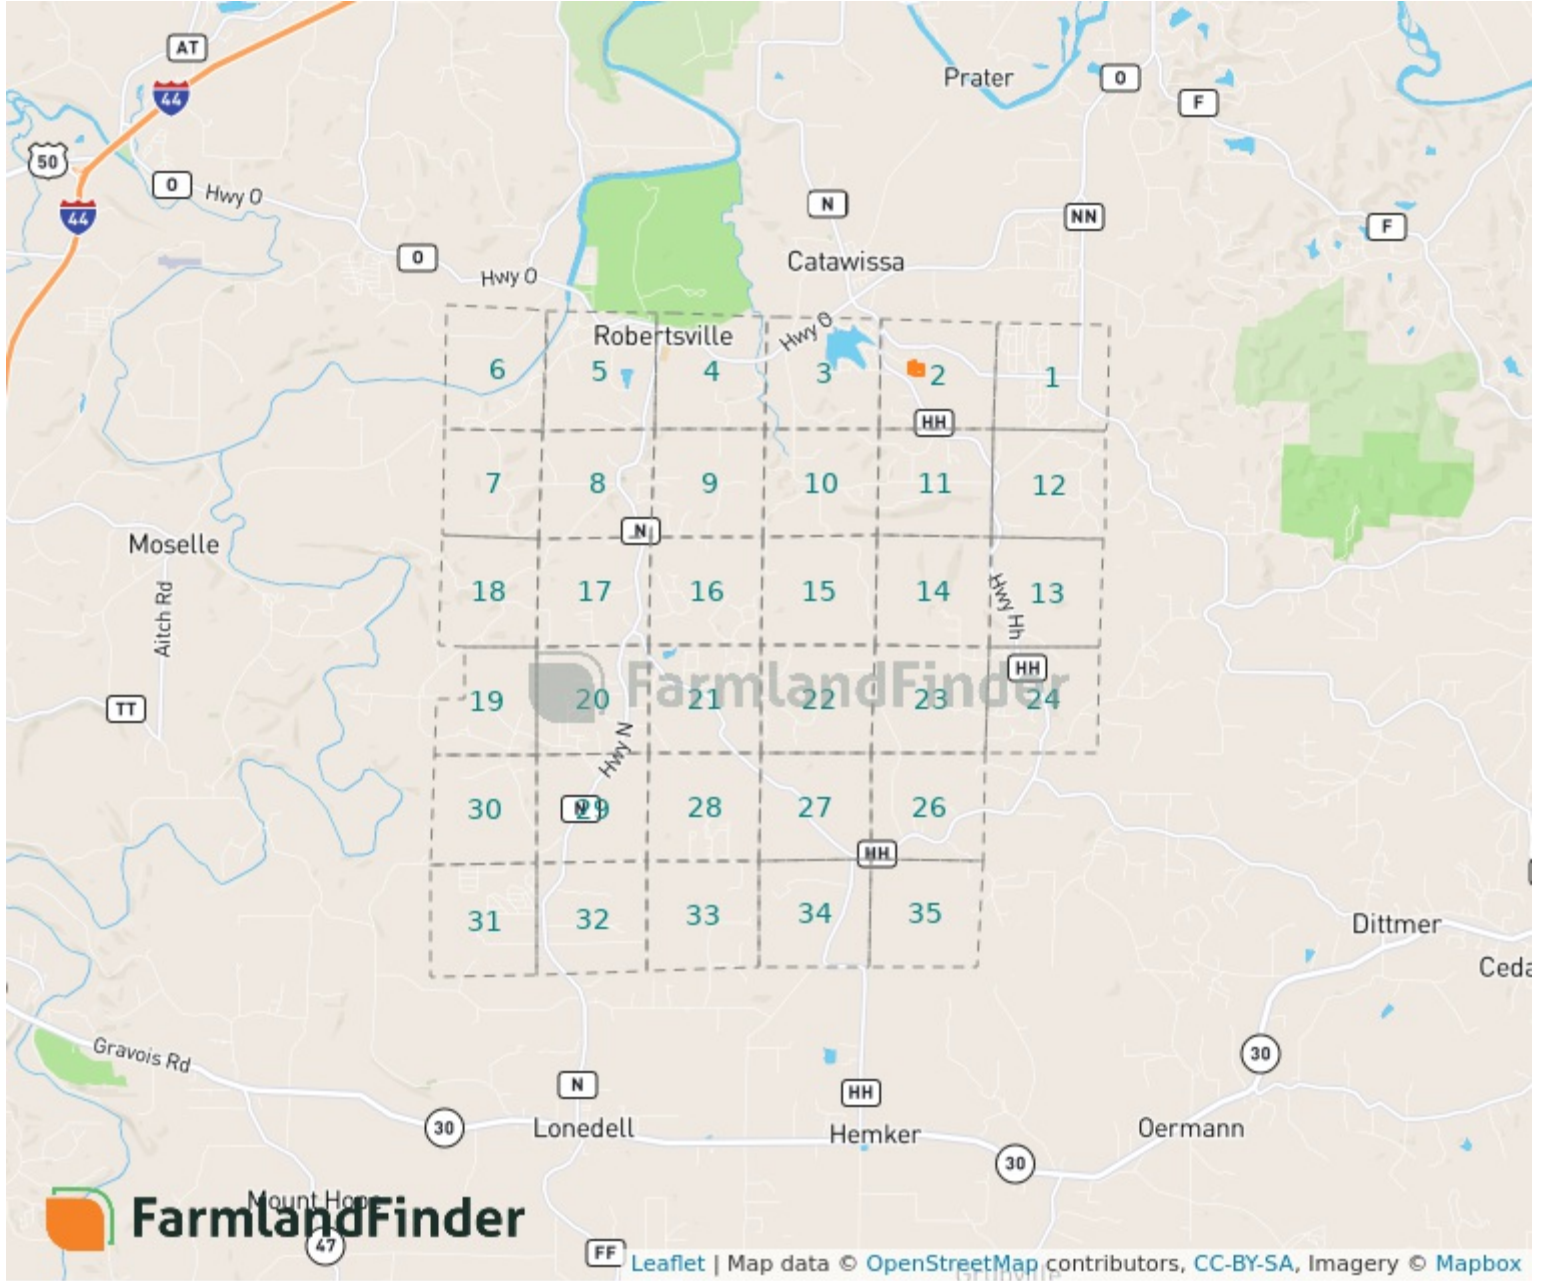 AT
44
Prater
O
F
50
O
Hwy O
44
N
NN
F
O
Hwy O
Catawissa
Robertsville
Hwy O
6
5
4
3
2
1
HH
7
8
9
10
11
12
N
Moselle
18
17
16
15
14
13
Aitch Rd
Hwy Hh
HH
FarmlandFinder
19
20
21
22
23
24
TT
Hwy N
30
N
29
28
27
26
HH
31
32
33
34
35
Dittmer
Gravois Rd
30
N
HH
30
Lonedell
Hemker
Oermann
30
FarmlandFinder
47
FF
Leaflet | Map data © OpenStreetMap contributors, CC-BY-SA, Imagery © Mapbox